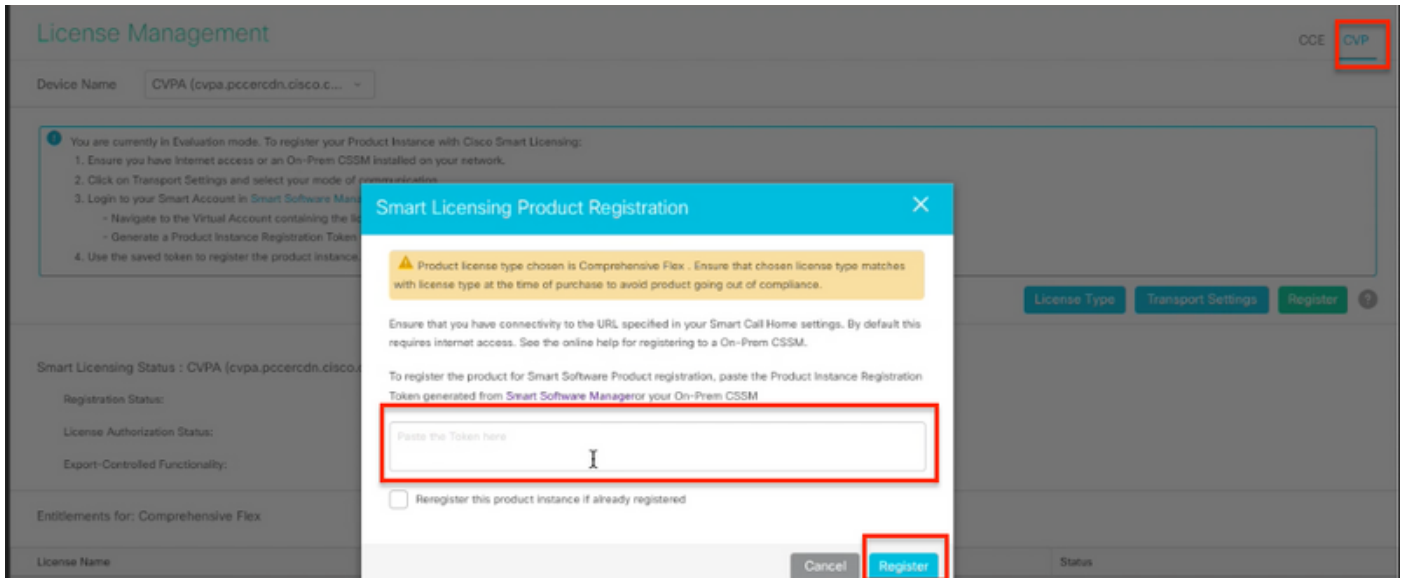 License Management
CCE CVP
Device Name CVPA (cvpa.pccercdn.cisco.c...
You are currently in Evaluation mode. To register your Product Instance with Cisco Smart Licensing:
1. Ensure you have Internet access or an On-Prem CSSM installed on your network.
2. Click on Transport Settings and select your mode of communication
3. Login to your Smart Account in Smart Software Mana
- Navigate to the Virtual Account containing the lic
- Generate a Product Instance Registration Token
4. Use the saved token to register the product instance.
License Type Transport Settings Register ?
Smart Licensing Product Registration
Product license type chosen is Comprehensive Flex . Ensure that chosen license type matches
with license type at the time of purchase to avoid product going out of compliance.
Ensure that you have connectivity to the URL specified in your Smart Call Home settings. By default this
requires internet access. See the online help for registering to a On-Prem CSSM.
To register the product for Smart Software Product registration, paste the Product Instance Registration
Token generated from Smart Software Manageror your On-Prem CSSM
Paste the Token here
Reregister this product instance if already registered
Cancel Register
Smart Licensing Status : CVPA (cvpa.pccercdn.cisco.c
Registration Status:
License Authorization Status:
Export-Controlled Functionality:
Entitlements for: Comprehensive Flex
License Name Status